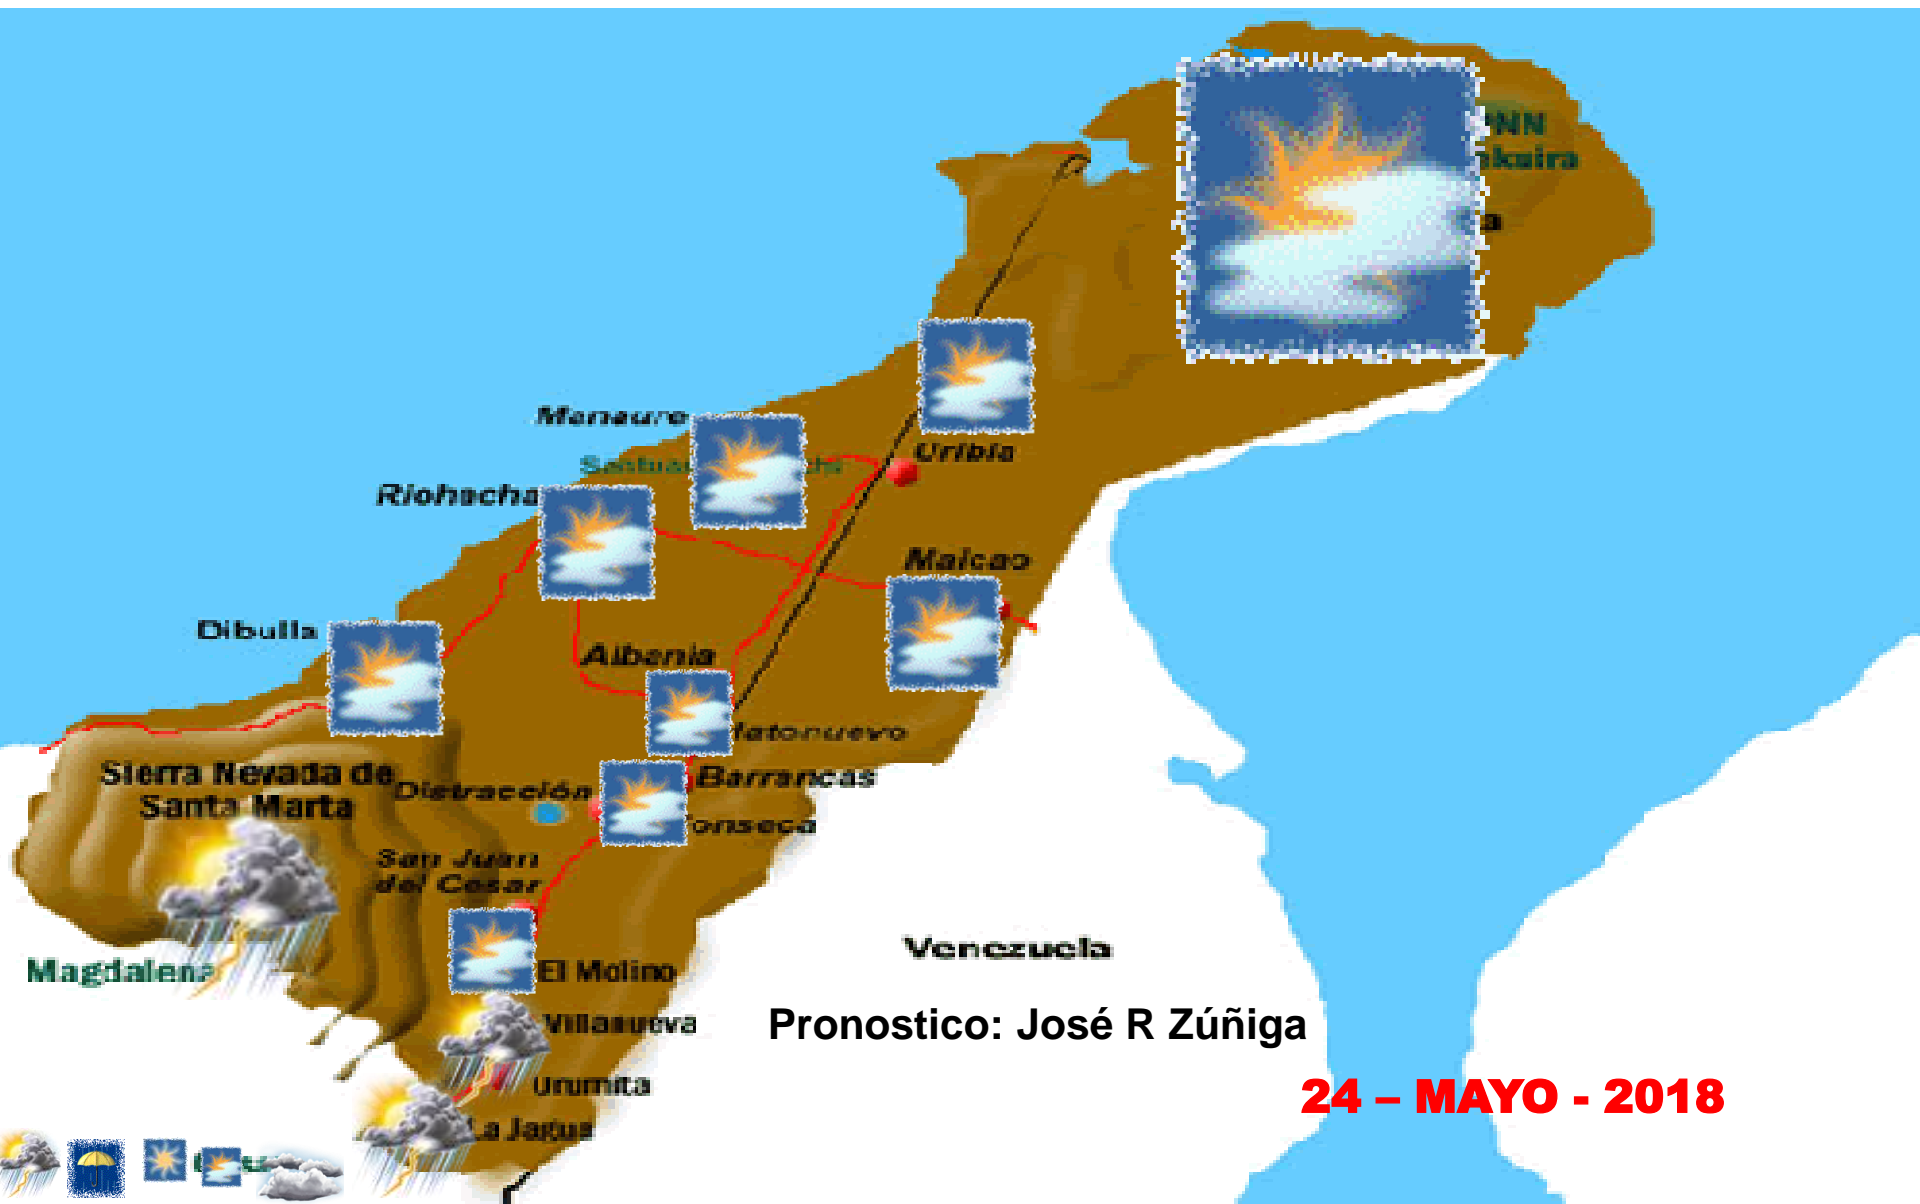 PNN
Manaure
Uribia
Riohacha
Maicao
Dibulla
Albania
Sierra Nevada de
Santa Marta
Distracción
Barrancas
San Juan
del Cesar
Venezuela
Magdalena
El Molino
Villanueva
Pronostico: José R Zúñiga
Urumita
24 – MAYO - 2018
La Jagua